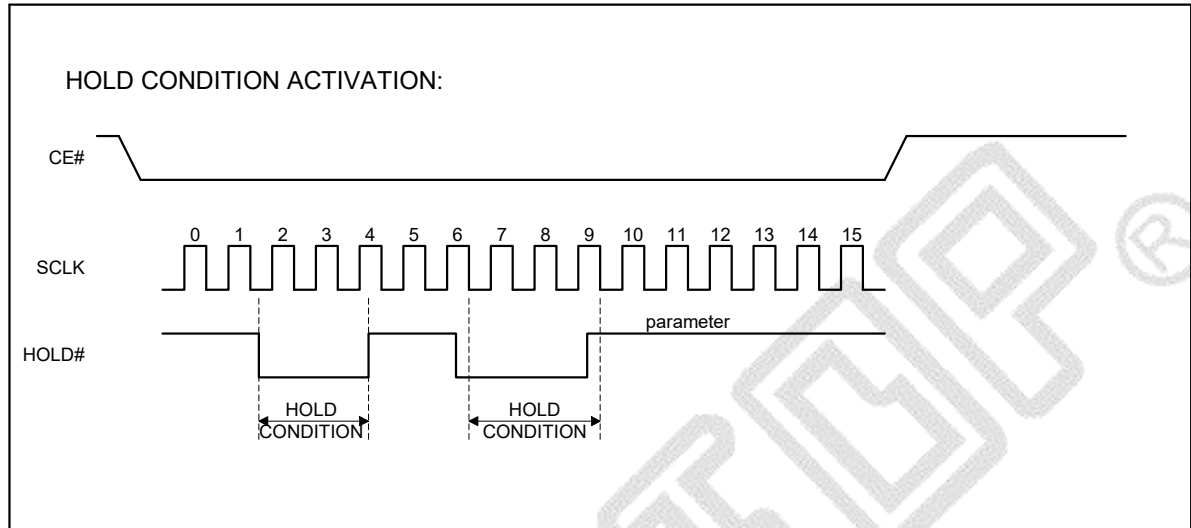 HOLD CONDITION ACTIVATION:
CE#
0 1 2 3 4 5 6 7 8 9 10 11 12 13 14 15
SCLK
parameter
HOLD#
HOLD HOLD
CONDITION CONDITION
®